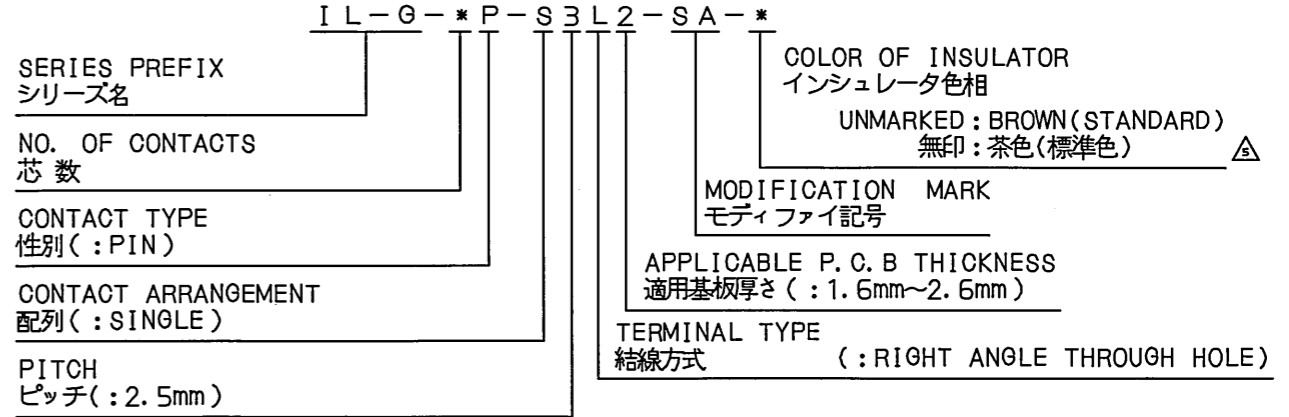 IL-G-*P-S3L2-SA-*
SERIES PREFIX
シリーズ名
NO. OF CONTACTS
芯数
CONTACT TYPE
性別(:PIN)
CONTACT ARRANGEMENT
配列(:SINGLE)
PITCH
ピッチ(:2.5mm)
COLOR OF INSULATOR
インシュレータ色相
UNMARKED:BROWN(STANDARD)
無印:茶色(標準色)
5
MODIFICATION MARK
モディファイ記号
APPLICABLE P.C.B THICKNESS
適用基板厚さ(:1.6mm~2.6mm)
TERMINAL TYPE
結線方式 (:RIGHT ANGLE THROUGH HOLE)